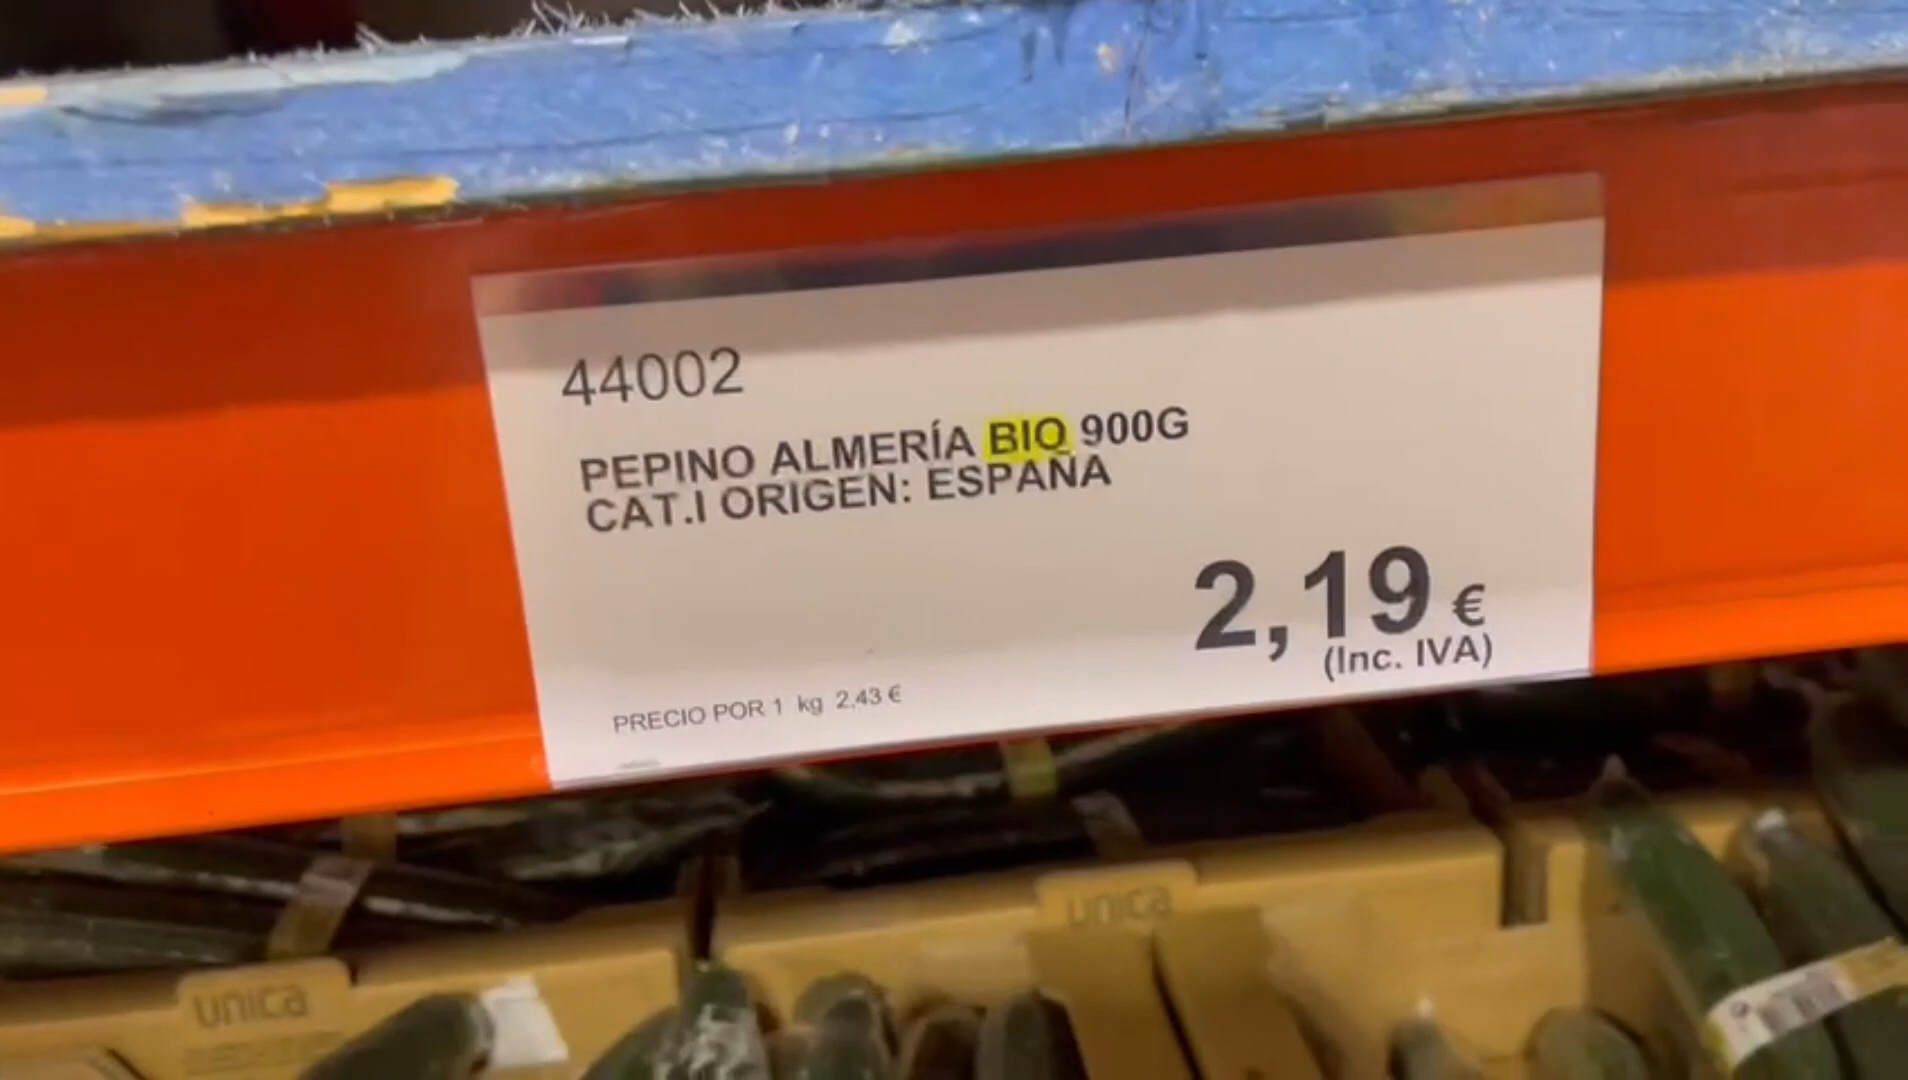 44002
PEPINO ALMERÍA BIO 900G
CAT.I ORIGEN: ESPAÑA
2,19 €
(Inc. IVA)
PRECIO POR 1 kg 2,43 €
unica
unica